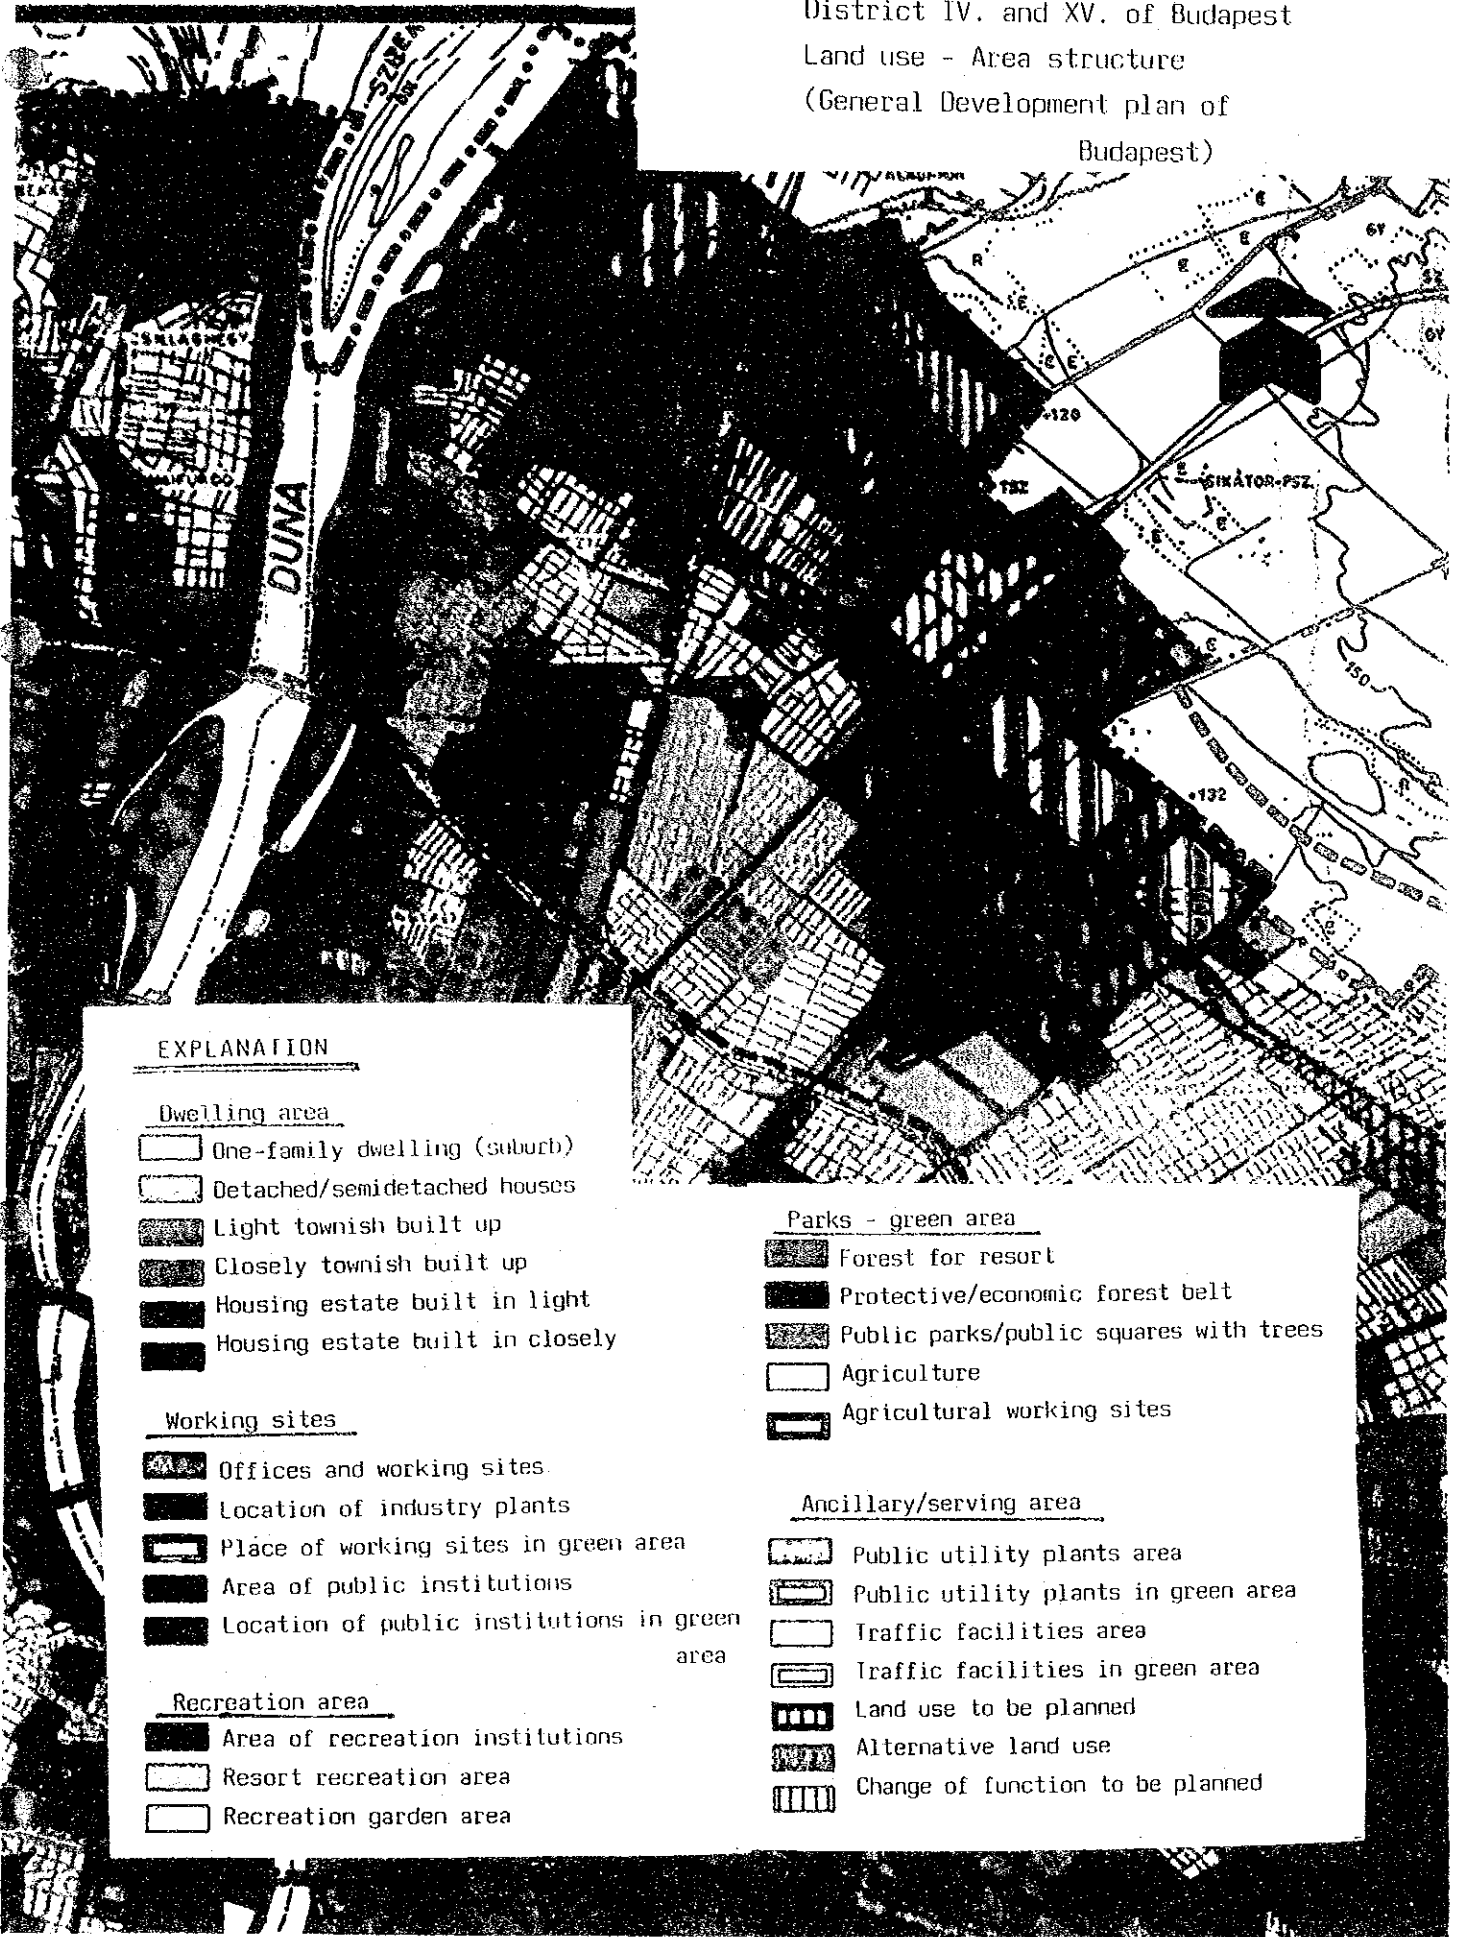 District IV. and XV. of Budapest
Land use - Area structure
(General Development plan of
Budapest)
DUNA
+120
TSZ
SIKÁTOR-PSZ.
150
+132
R
E
E
E
E
E
E
GY
SZ
GY
EXPLANATION
Dwelling area
One-family dwelling (suburb)
Detached/semidetached houses
Light townish built up
Closely townish built up
Housing estate built in light
Housing estate built in closely
Working sites
Offices and working sites
Location of industry plants
Place of working sites in green area
Area of public institutions
Location of public institutions in green
area
Recreation area
Area of recreation institutions
Resort recreation area
Recreation garden area
Parks - green area
Forest for resort
Protective/economic forest belt
Public parks/public squares with trees
Agriculture
Agricultural working sites
Ancillary/serving area
Public utility plants area
Public utility plants in green area
Traffic facilities area
Traffic facilities in green area
Land use to be planned
Alternative land use
Change of function to be planned